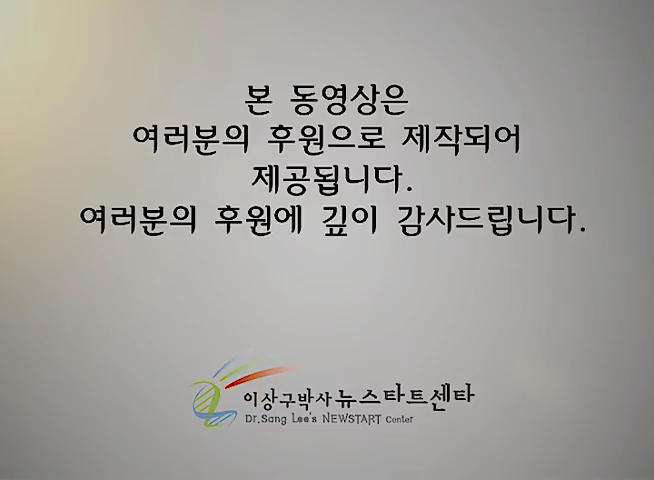 본 동영상은
여러분의 후원으로 제작되어
제공됩니다.
여러분의 후원에 깊이 감사드립니다.
이상구박사 뉴스타트센타
Dr.Sang Lee's NEWSTART Center